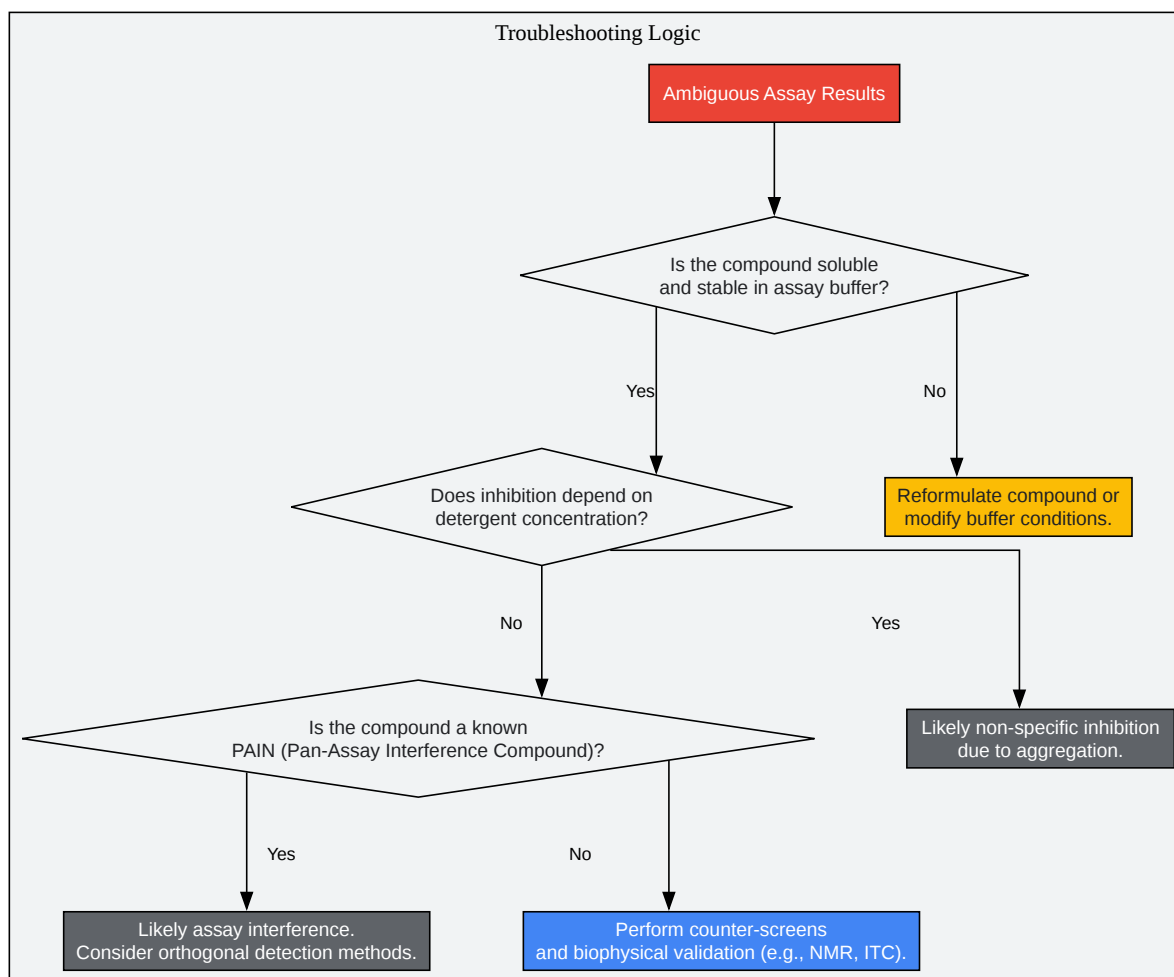 Troubleshooting Logic
Ambiguous Assay Results
Is the compound soluble
and stable in assay buffer?
Yes
No
Does inhibition depend on
detergent concentration?
Reformulate compound or
modify buffer conditions.
No
Yes
Is the compound a known
PAIN (Pan-Assay Interference Compound)?
Likely non-specific inhibition
due to aggregation.
Yes
No
Likely assay interference.
Consider orthogonal detection methods.
Perform counter-screens
and biophysical validation (e.g., NMR, ITC).